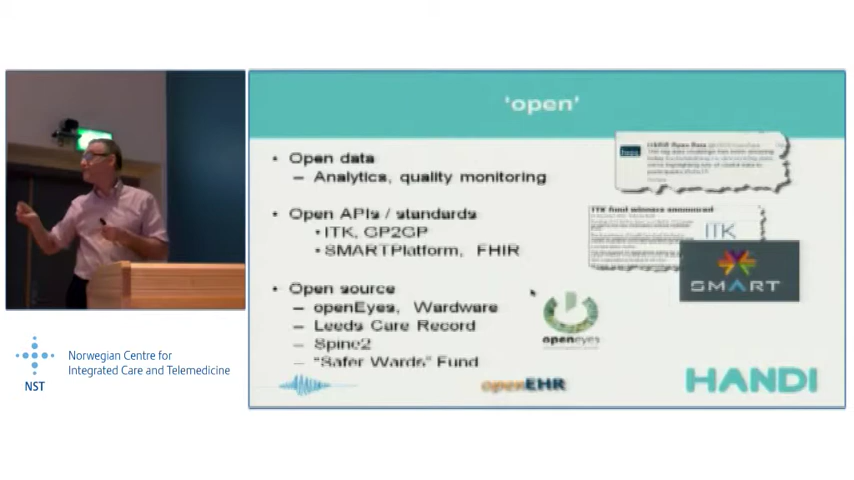 'open'
• Open data
– Analytics, quality monitoring
• Open APIs / standards
• ITK, GP2GP
• SMARTPlatform, FHIR
• Open source
– openEyes, Wardware
– Leeds Care Record
– Spine2
– "Safer Wards" Fund
ITK fund winners announced
ITK
SMART
openeyes
openEHR
HANDI
NST
Norwegian Centre for
Integrated Care and Telemedicine